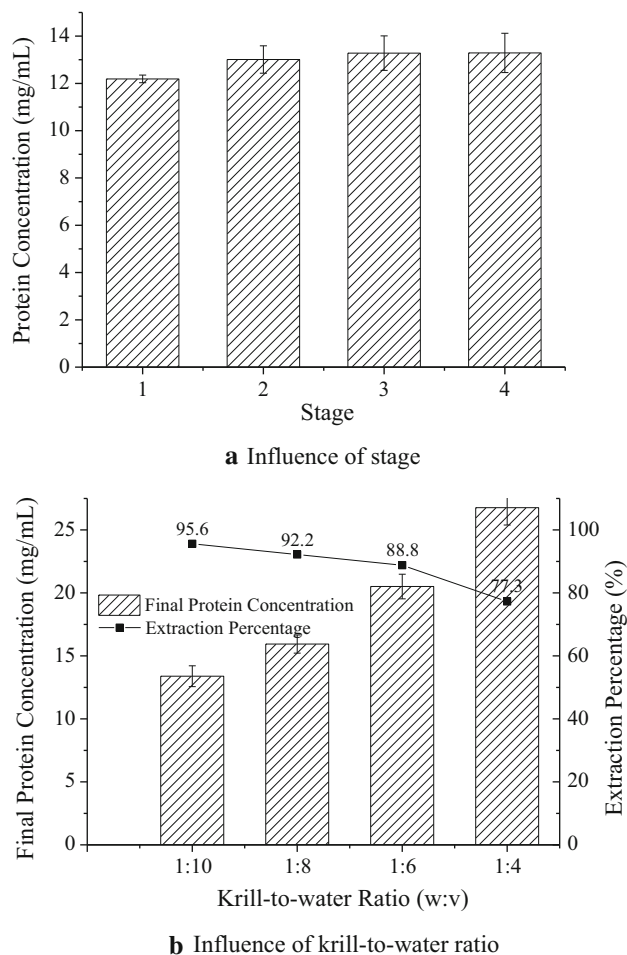 14
12
10
8
6
4
2
0
Protein Concentration (mg/mL)
1 2 3 4
Stage
a Influence of stage
25
20
15
10
5
0
Final Protein Concentration (mg/mL)
95.6 92.2 88.8 77.3
Final Protein Concentration
Extraction Percentage
100
80
60
40
20
0
Extraction Percentage (%)
1:10 1:8 1:6 1:4
Krill-to-water Ratio (w:v)
b Influence of krill-to-water ratio